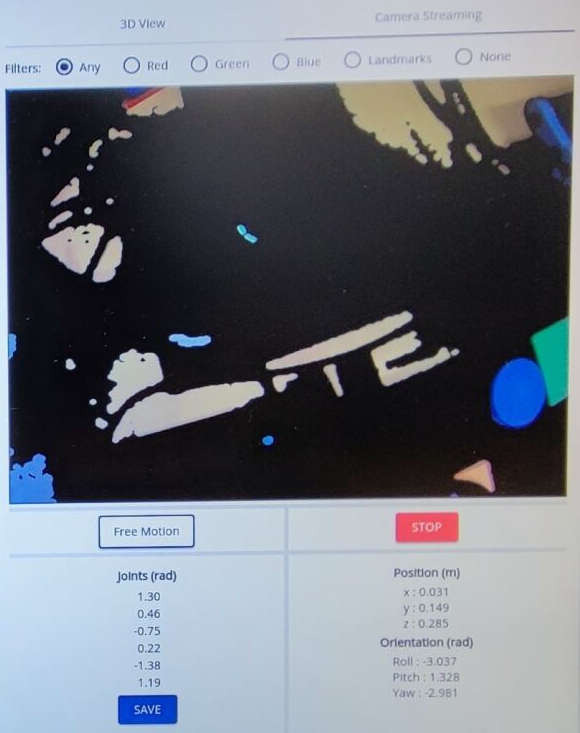 3D View Camera Streaming
Filters: Any Red Green Blue Landmarks None
Free Motion STOP
Joints (rad)
1.30
0.46
-0.75
0.22
-1.38
1.19
SAVE
Position (m)
x : 0.031
y : 0.149
z : 0.285
Orientation (rad)
Roll : -3.037
Pitch : 1.328
Yaw : -2.981